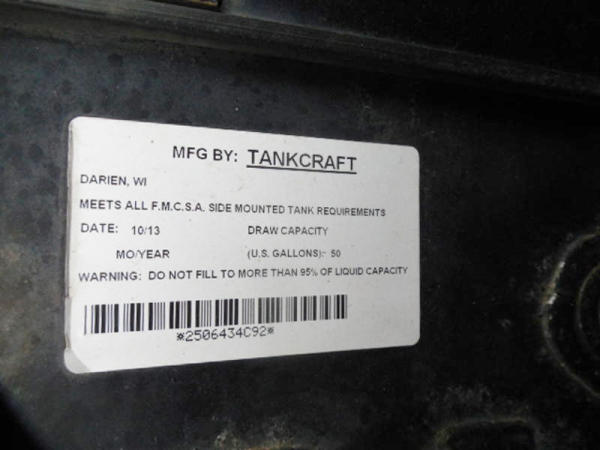 MFG BY: TANKCRAFT
DARIEN, WI
MEETS ALL F.M.C.S.A. SIDE MOUNTED TANK REQUIREMENTS
DATE: 10/13 DRAW CAPACITY
MO/YEAR (U.S. GALLONS):- 50
WARNING: DO NOT FILL TO MORE THAN 95% OF LIQUID CAPACITY
*2506434C92*